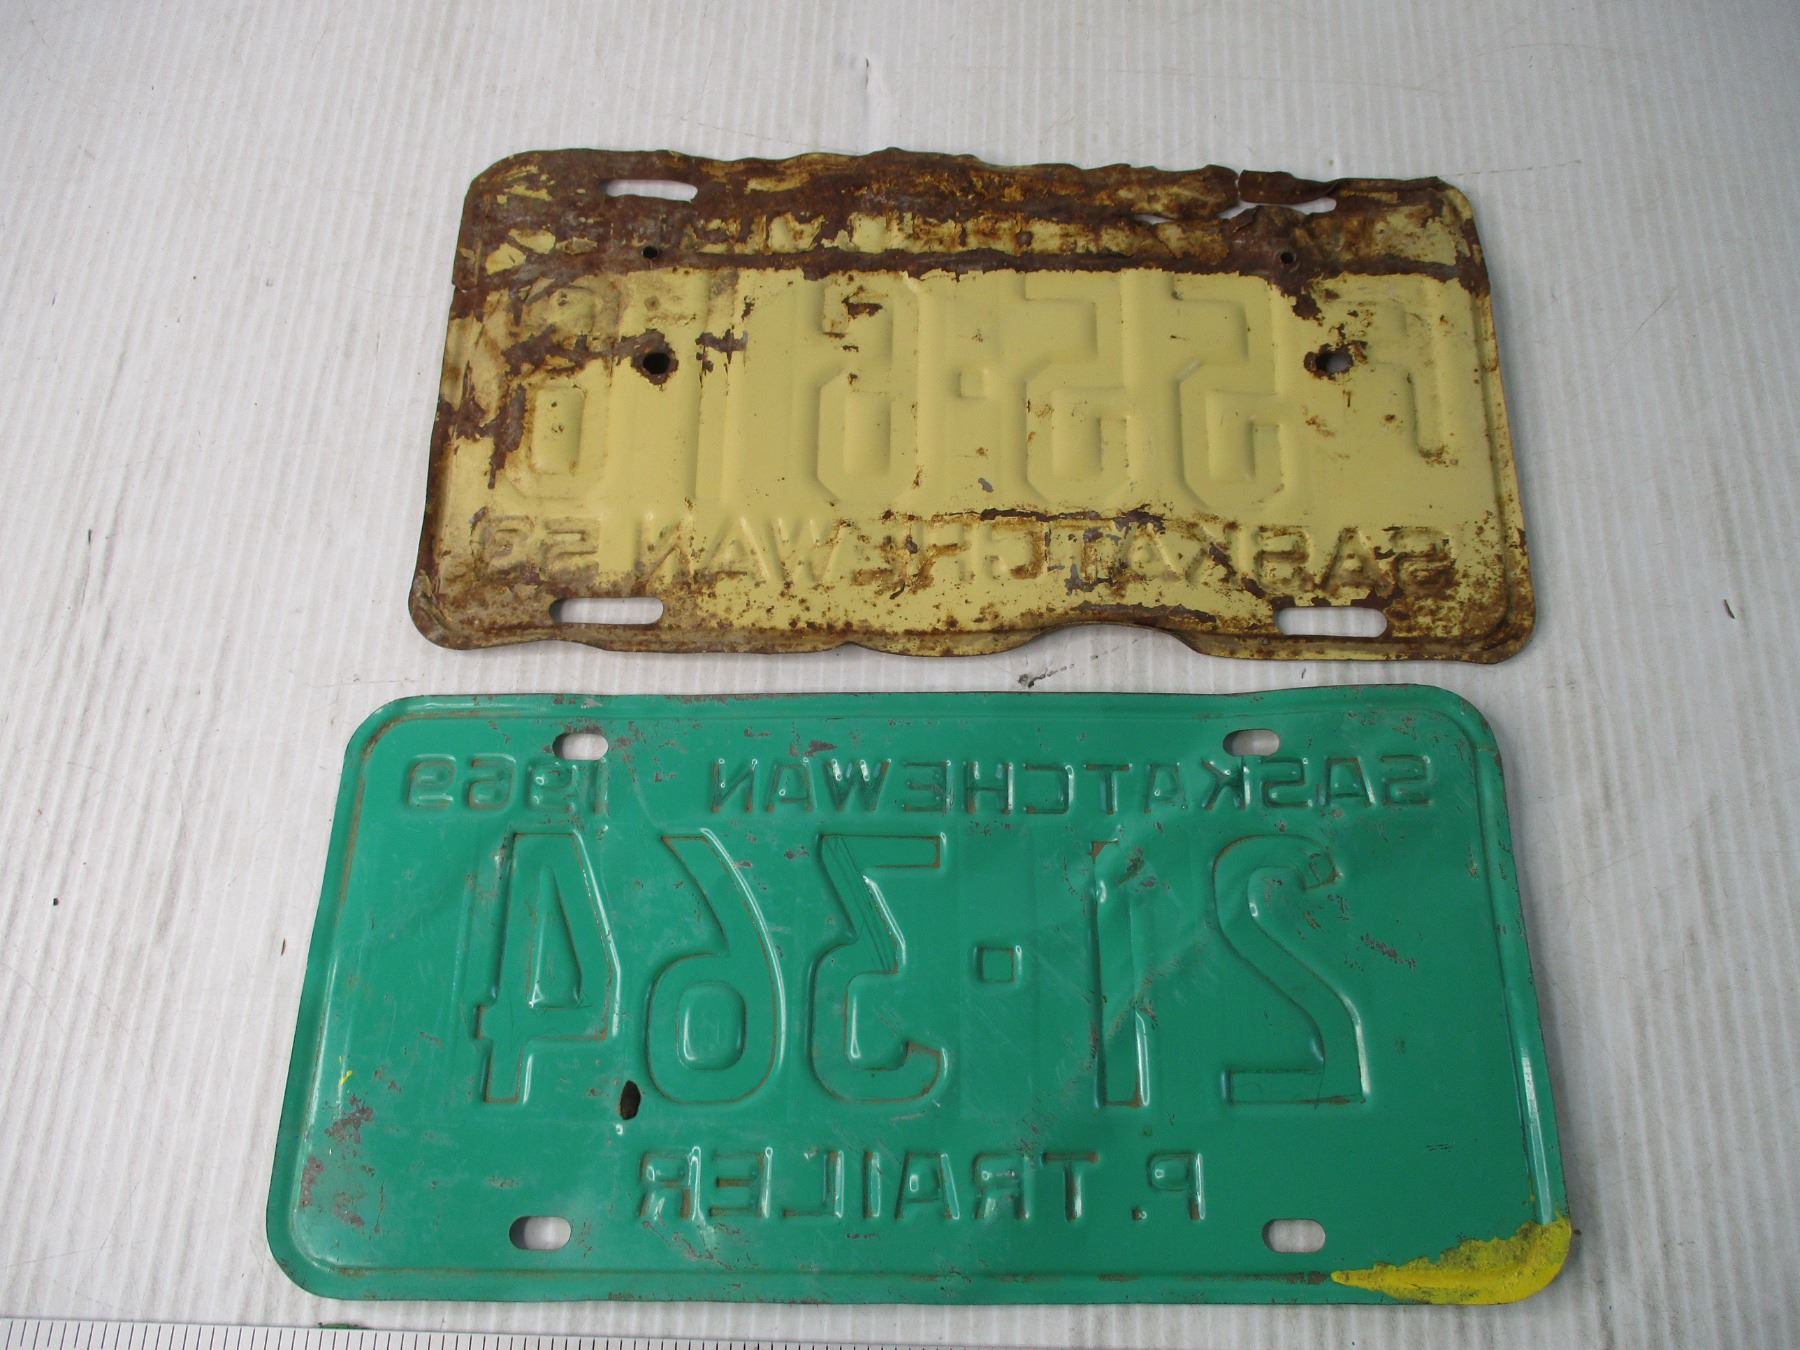 SASKATCHEWAN 59
SASKATCHEWAN 1969
21·364
P. TRAILER